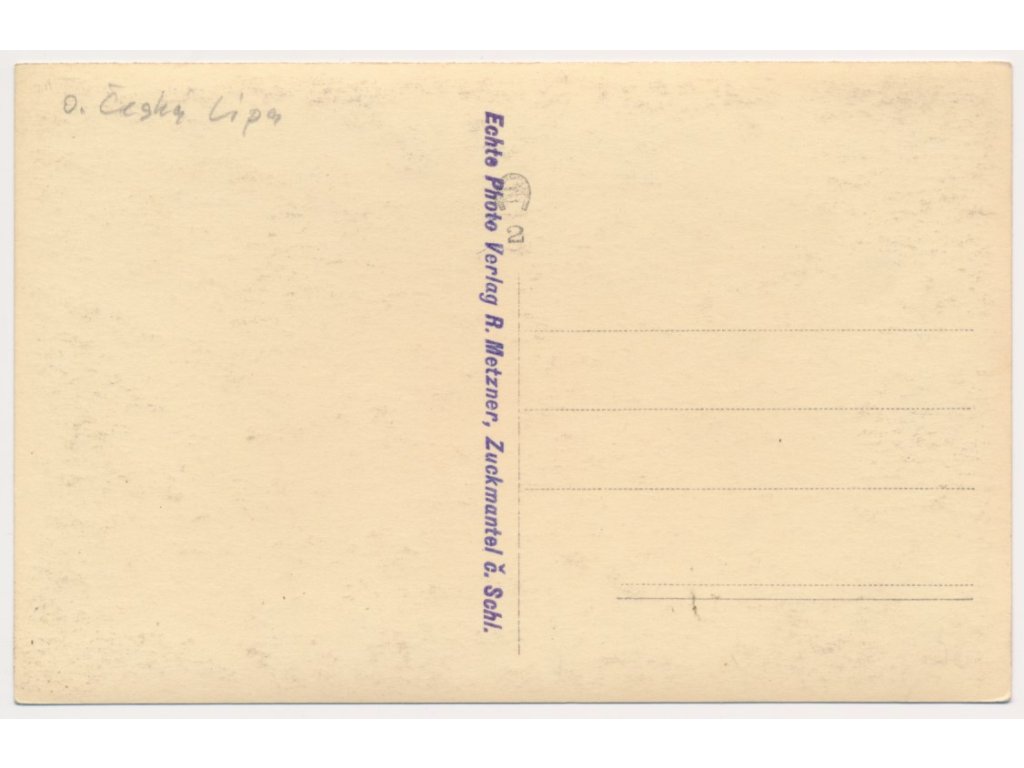 o. Česká Lípa
Echte Photo Verlag R. Metzner, Zuckmantel č. Schl.
2